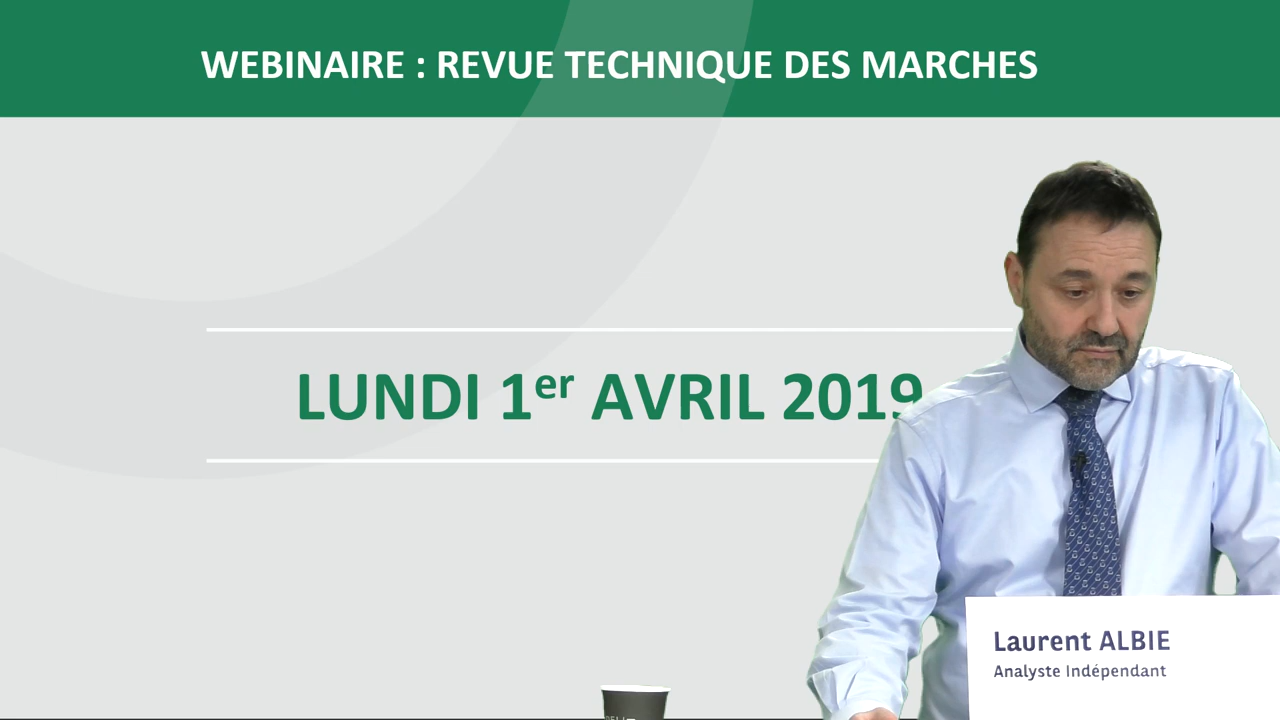 WEBINAIRE : REVUE TECHNIQUE DES MARCHES
LUNDI 1er AVRIL 2019
Laurent ALBIE
Analyste Indépendant